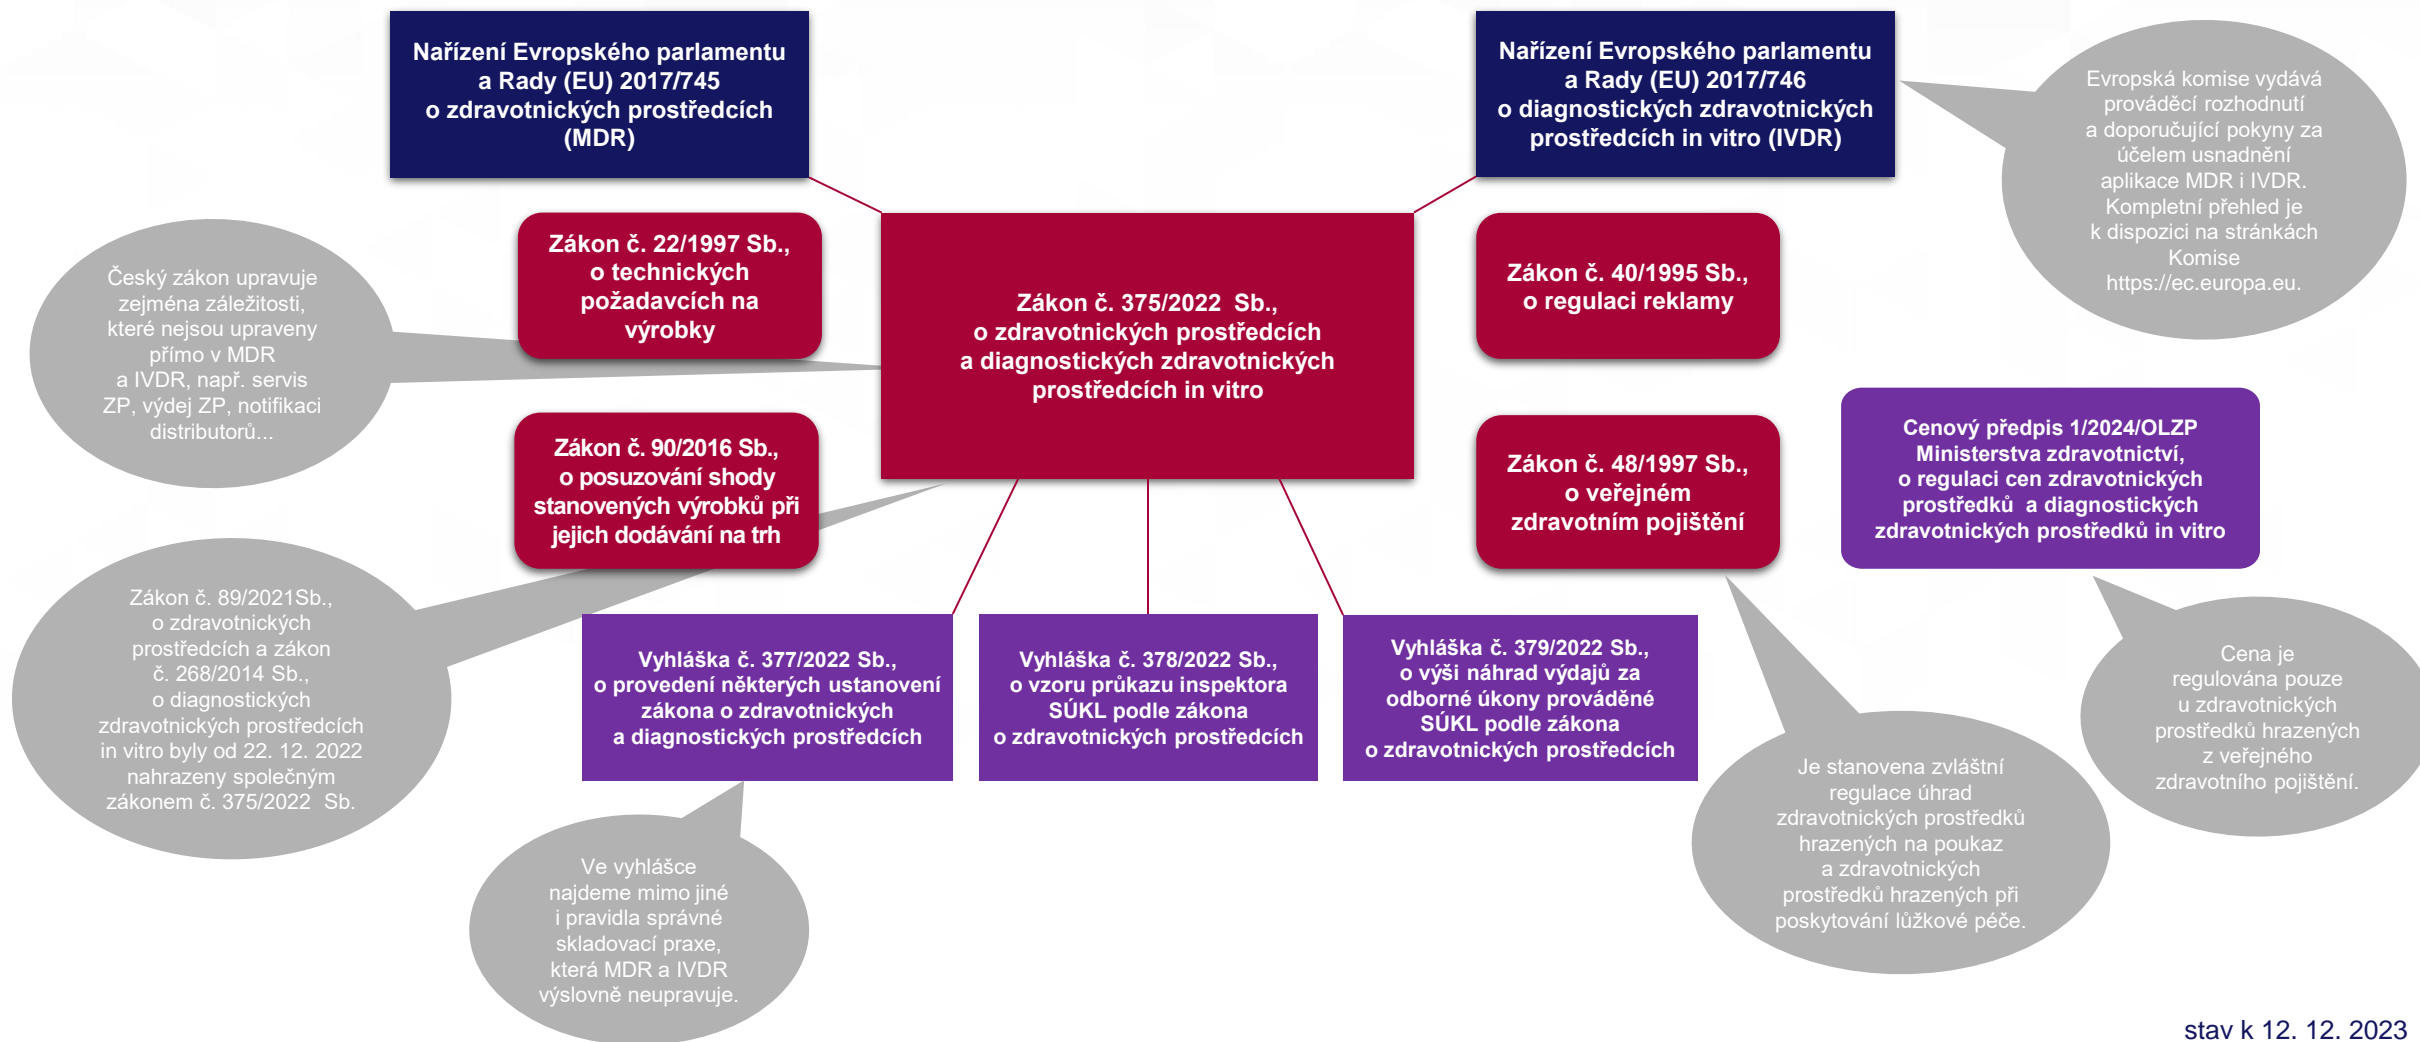 Nařízení Evropského parlamentu
a Rady (EU) 2017/745
o zdravotnických prostředcích
(MDR)
Nařízení Evropského parlamentu
a Rady (EU) 2017/746
o diagnostických zdravotnických
prostředcích in vitro (IVDR)
Evropská komise vydává
prováděcí rozhodnutí
a doporučující pokyny za
účelem usnadnění
aplikace MDR i IVDR.
Kompletní přehled je
k dispozici na stránkách
Komise
https://ec.europa.eu.
Český zákon upravuje
zejména záležitosti,
které nejsou upraveny
přímo v MDR
a IVDR, např. servis
ZP, výdej ZP, notifikaci
distributorů...
Zákon č. 22/1997 Sb.,
o technických
požadavcích na
výrobky
Zákon č. 375/2022 Sb.,
o zdravotnických prostředcích
a diagnostických zdravotnických
prostředcích in vitro
Zákon č. 40/1995 Sb.,
o regulaci reklamy
Zákon č. 90/2016 Sb.,
o posuzování shody
stanovených výrobků při
jejich dodávání na trh
Zákon č. 48/1997 Sb.,
o veřejném
zdravotním pojištění
Cenový předpis 1/2024/OLZP
Ministerstva zdravotnictví,
o regulaci cen zdravotnických
prostředků a diagnostických
zdravotnických prostředků in vitro
Zákon č. 89/2021Sb.,
o zdravotnických
prostředcích a zákon
č. 268/2014 Sb.,
o diagnostických
zdravotnických prostředcích
in vitro byly od 22. 12. 2022
nahrazeny společným
zákonem č. 375/2022 Sb.
Vyhláška č. 377/2022 Sb.,
o provedení některých ustanovení
zákona o zdravotnických
a diagnostických prostředcích
Vyhláška č. 378/2022 Sb.,
o vzoru průkazu inspektora
SÚKL podle zákona
o zdravotnických prostředcích
Vyhláška č. 379/2022 Sb.,
o výši náhrad výdajů za
odborné úkony prováděné
SÚKL podle zákona
o zdravotnických prostředcích
Cena je
regulována pouze
u zdravotnických
prostředků hrazených
z veřejného
zdravotního pojištění.
Je stanovena zvláštní
regulace úhrad
zdravotnických prostředků
hrazených na poukaz
a zdravotnických
prostředků hrazených při
poskytování lůžkové péče.
Ve vyhlášce
najdeme mimo jiné
i pravidla správné
skladovací praxe,
která MDR a IVDR
výslovně neupravuje.
stav k 12. 12. 2023